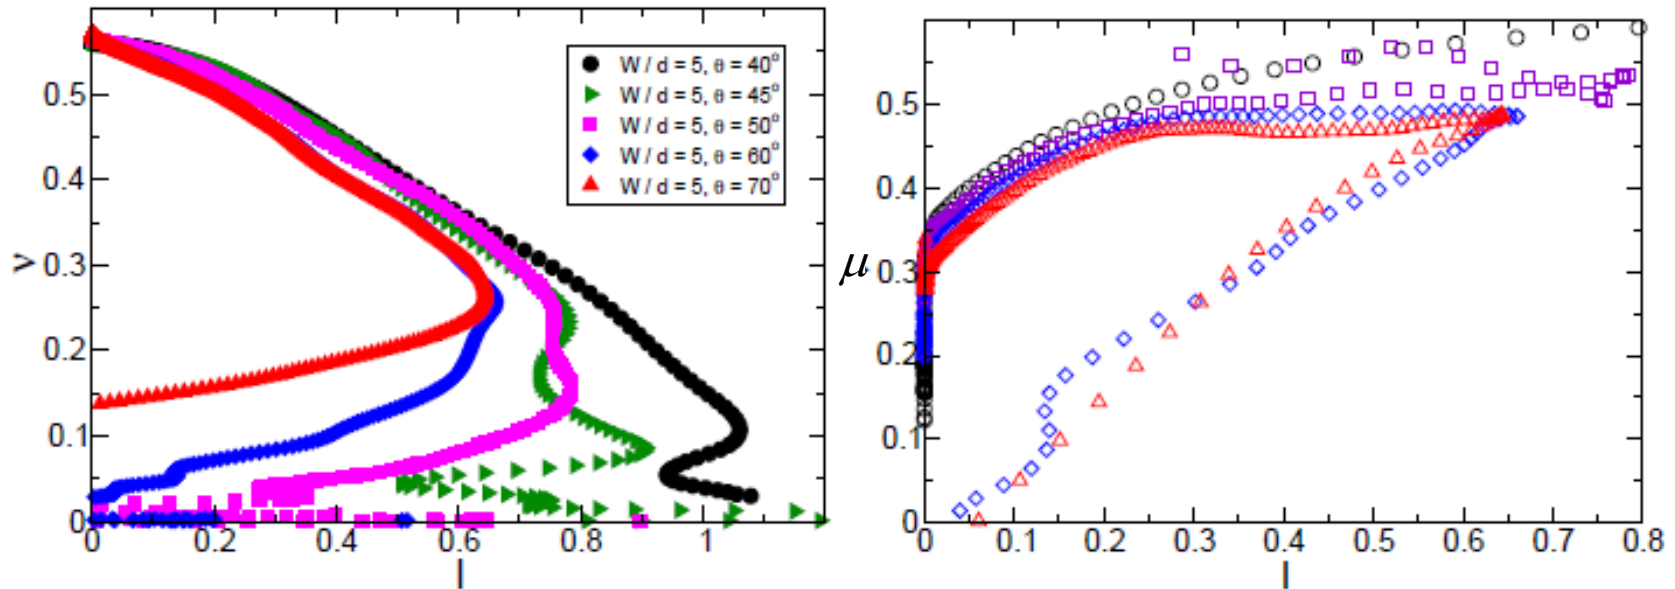 0.5
0.4
0.3
0.2
0.1
0
ν
0 0.2 0.4 0.6 0.8 1
I
W / d = 5, θ = 40°
W / d = 5, θ = 45°
W / d = 5, θ = 50°
W / d = 5, θ = 60°
W / d = 5, θ = 70°
0.5
0.4
0.3
0.2
0.1
0
μ
0 0.1 0.2 0.3 0.4 0.5 0.6 0.7 0.8
I